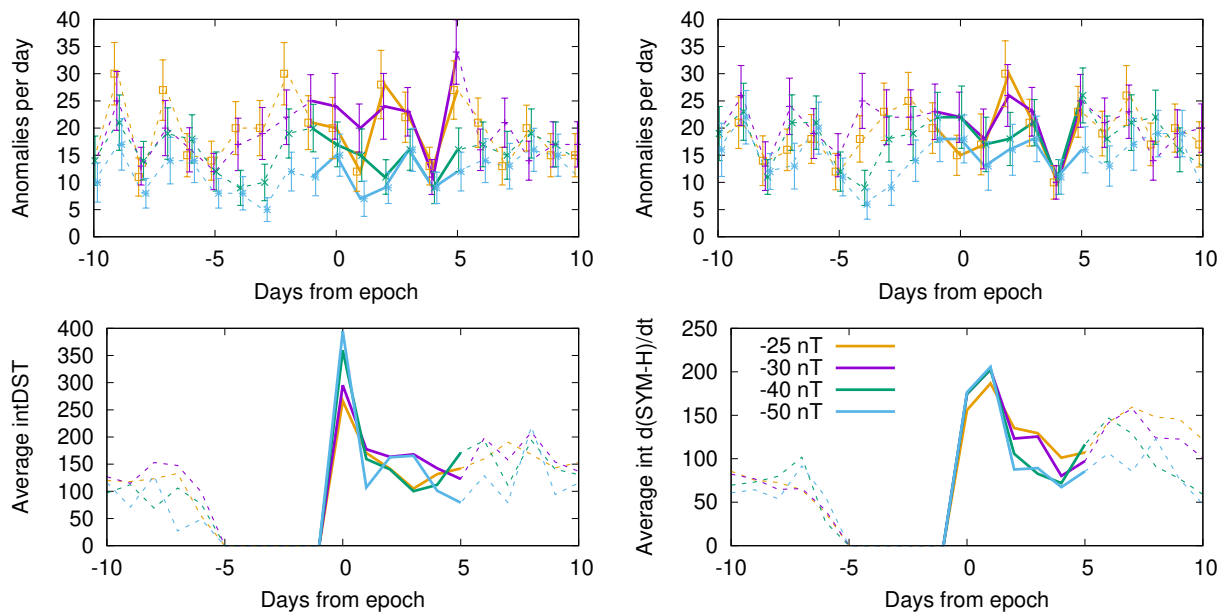 40
35
30
25
20
15
10
5
0
Anomalies per day
-10 -5 0 5 10
Days from epoch
40
35
30
25
20
15
10
5
0
Anomalies per day
-10 -5 0 5 10
Days from epoch
400
350
300
250
200
150
100
50
0
Average intDST
-10 -5 0 5 10
Days from epoch
250
200
150
100
50
0
Average int d(SYM-H)/dt
-25 nT
-30 nT
-40 nT
-50 nT
-10 -5 0 5 10
Days from epoch